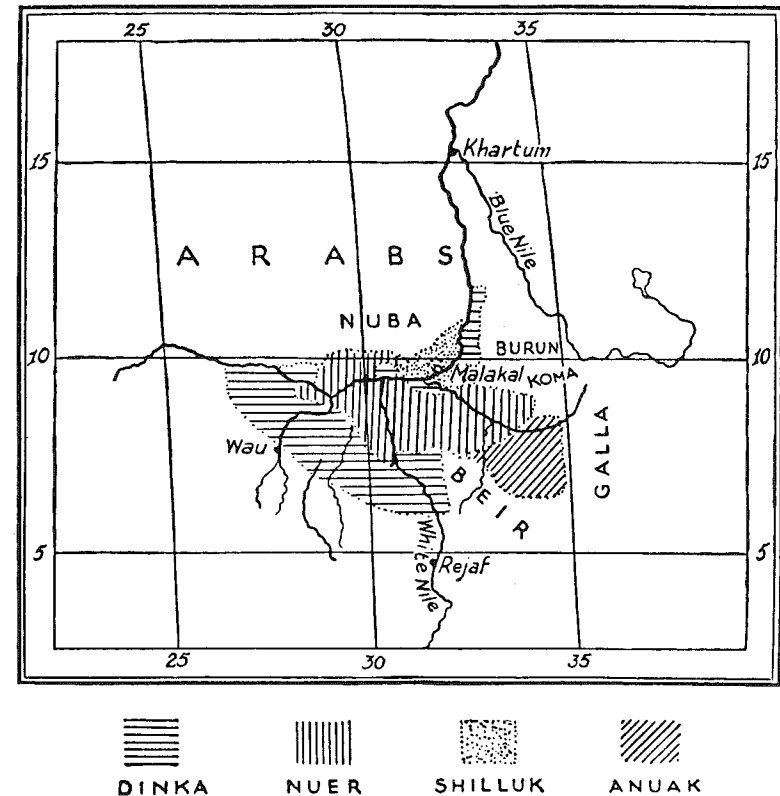 25 30 35
15 15
Khartum
Blue Nile
ARABS
NUBA
BURUN
10 10
Malakal
KOMA
Wau
GALLA
BEIR
5 5
White Nile
Rejaf
25 30 35
DINKA NUER SHILLUK ANUAK